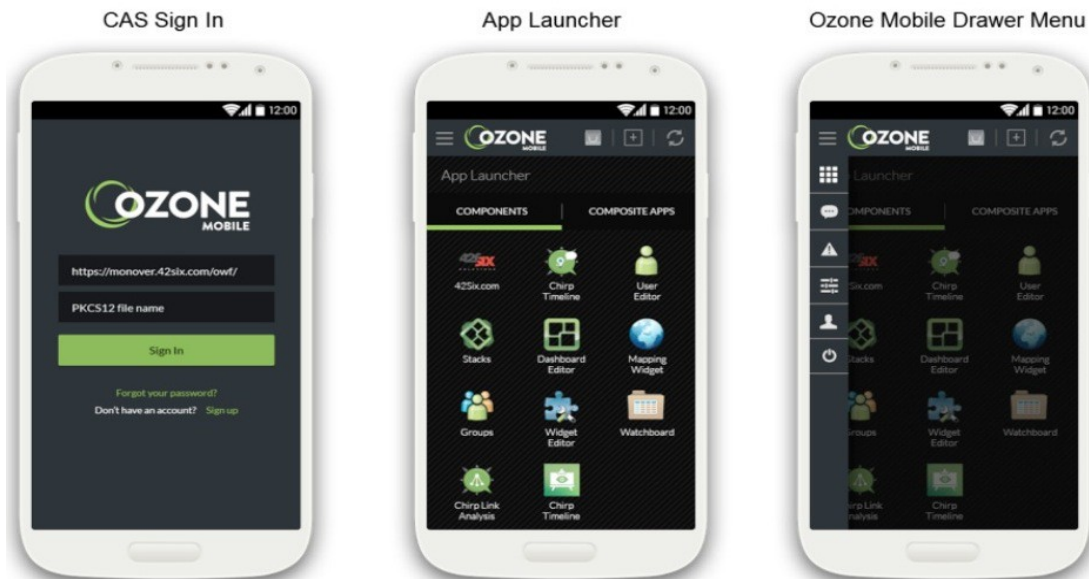 CAS Sign In
App Launcher
Ozone Mobile Drawer Menu
12:00
OZONE
MOBILE
https://monover.42six.com/owf/
PKCS12 file name
Sign In
Forgot your password?
Don't have an account? Sign up
12:00
OZONE
MOBILE
App Launcher
COMPONENTS
COMPOSITE APPS
42SIX
SOLUTIONS
42Six.com
Chirp
Timeline
User
Editor
Stacks
Dashboard
Editor
Mapping
Widget
Groups
Widget
Editor
Watchboard
Chirp Link
Analysis
Chirp
Timeline
12:00
OZONE
MOBILE
Launcher
OMPONENTS
COMPOSITE APPS
Six.com
Chirp
Timeline
User
Editor
Stacks
Dashboard
Editor
Mapping
Widget
Groups
Widget
Editor
Watchboard
irp Link
nalysis
Chirp
Timeline